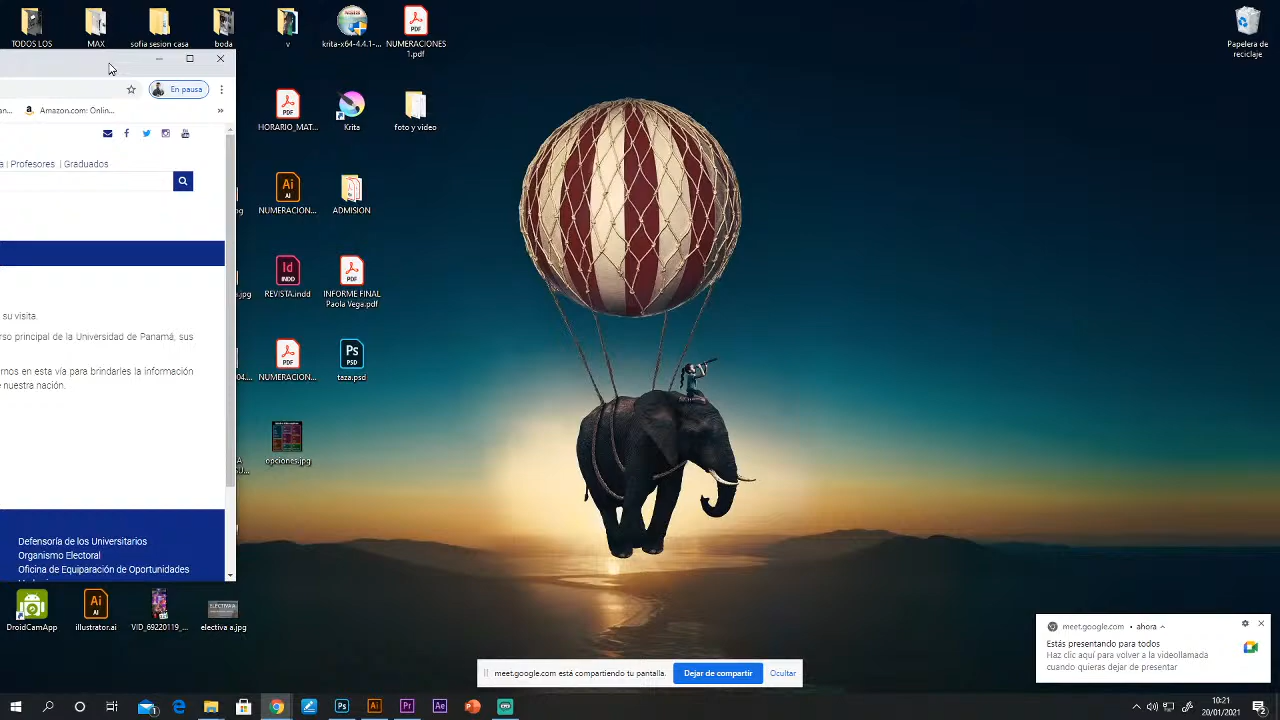 TODOS LOS
MAX
sofia sesion casa
boda
v
krita-x64-4.4.1-...
NUMERACIONES
1.pdf
Papelera de
reciclaje
En pausa
an...
Amazon.com: Onlin...
»
a | Profesores | Graduados
HORARIO_MAT...
Krita
foto y video
pg
NUMERACION...
ADMISION
a.jpg
REVISTA.indd
INFORME FINAL
Paola Vega.pdf
su visita.
rso principal de la Universidad de Panamá, sus
rnos en esta vía para brindarles la información
e nuestra nación.
04....
NUMERACION...
taza.psd
A
U...
opciones.jpg
Defensoría de los Universitarios
Organismo Electoral
Oficina de Equiparación de Oportunidades
DroidCamApp
illustrator.ai
VID_69220119_...
electiva a.jpg
meet.google.com • ahora
Estás presentando para todos
Haz clic aquí para volver a la videollamada
cuando quieras dejar de presentar
meet.google.com está compartiendo tu pantalla.
Dejar de compartir
Ocultar
10:21
20/01/2021